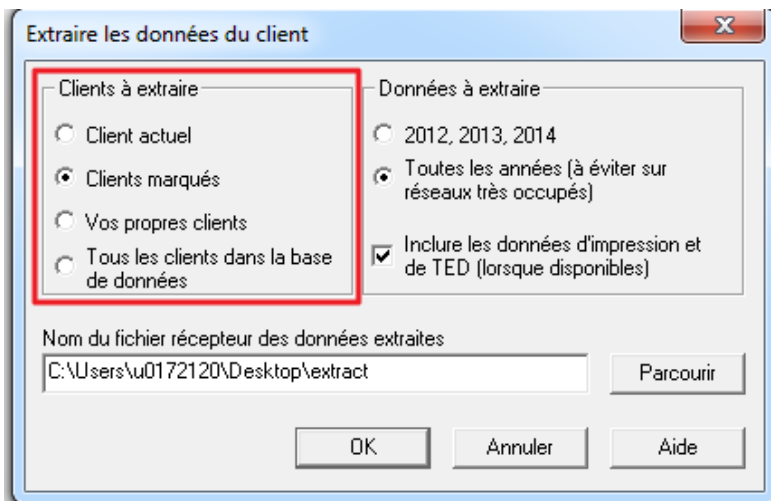 Extraire les données du client
Clients à extraire
Client actuel
Clients marqués
Vos propres clients
Tous les clients dans la base
de données
Données à extraire
2012, 2013, 2014
Toutes les années (à éviter sur
réseaux très occupés)
Inclure les données d'impression et
de TED (lorsque disponibles)
Nom du fichier récepteur des données extraites
C:\Users\u0172120\Desktop\extract
Parcourir
OK
Annuler
Aide